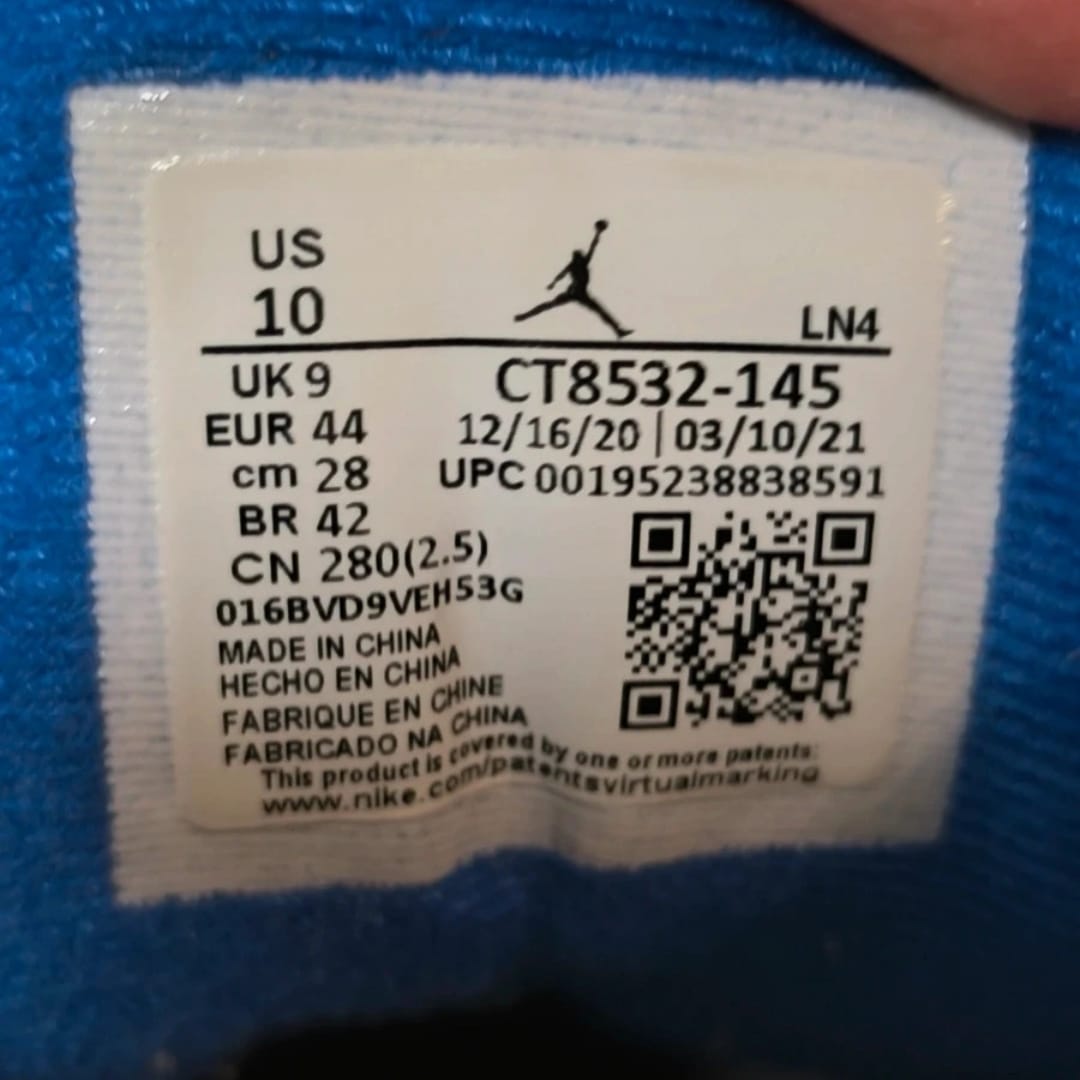 US
10
LN4
UK 9
CT8532-145
EUR 44
12/16/20 | 03/10/21
cm 28
UPC 00195238838591
BR 42
CN 280(2.5)
016BVD9VEH53G
MADE IN CHINA
HECHO EN CHINA
FABRIQUE EN CHINE
FABRICADO NA CHINA
This product is covered by one or more patents:
www.nike.com/patentsvirtualmarking